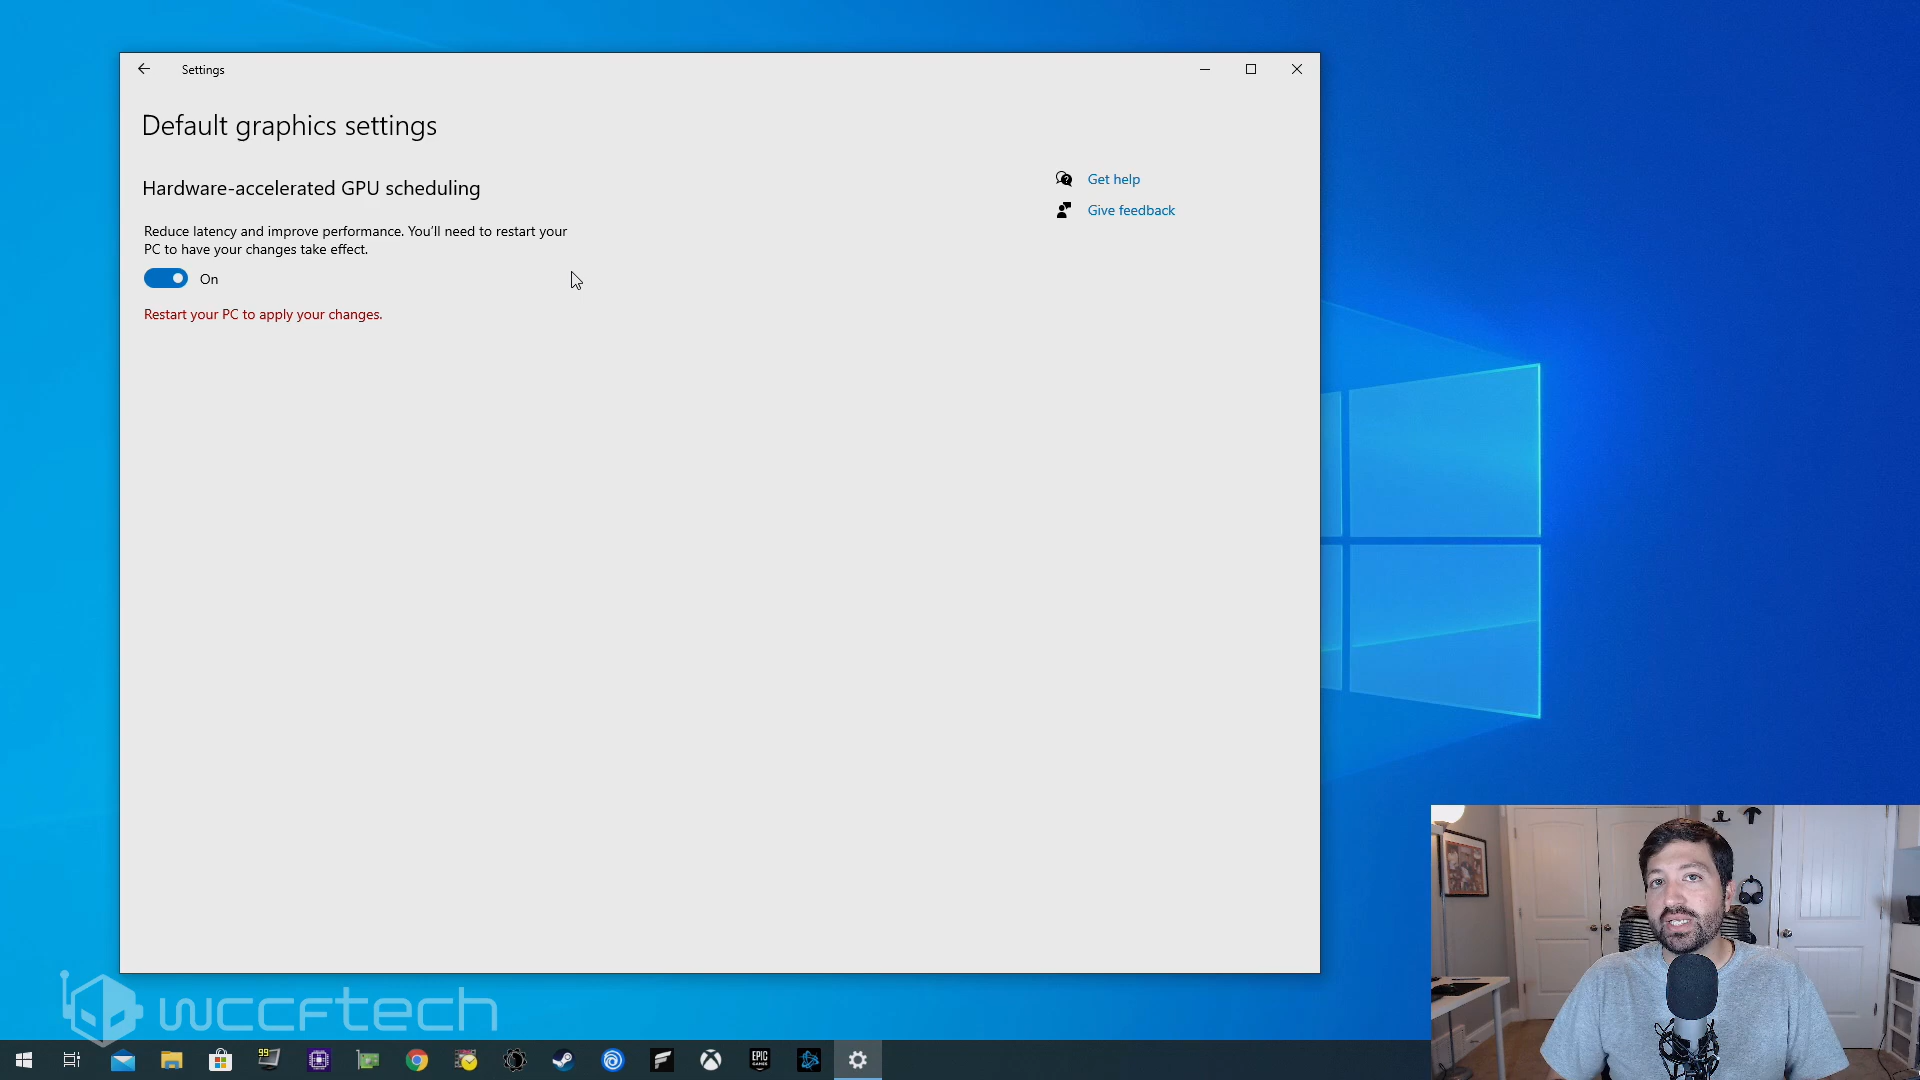 Settings
Default graphics settings
Hardware-accelerated GPU scheduling
Reduce latency and improve performance. You'll need to restart your
PC to have your changes take effect.
On
Restart your PC to apply your changes.
Get help
Give feedback
wccftech
99
EPIC
GAMES